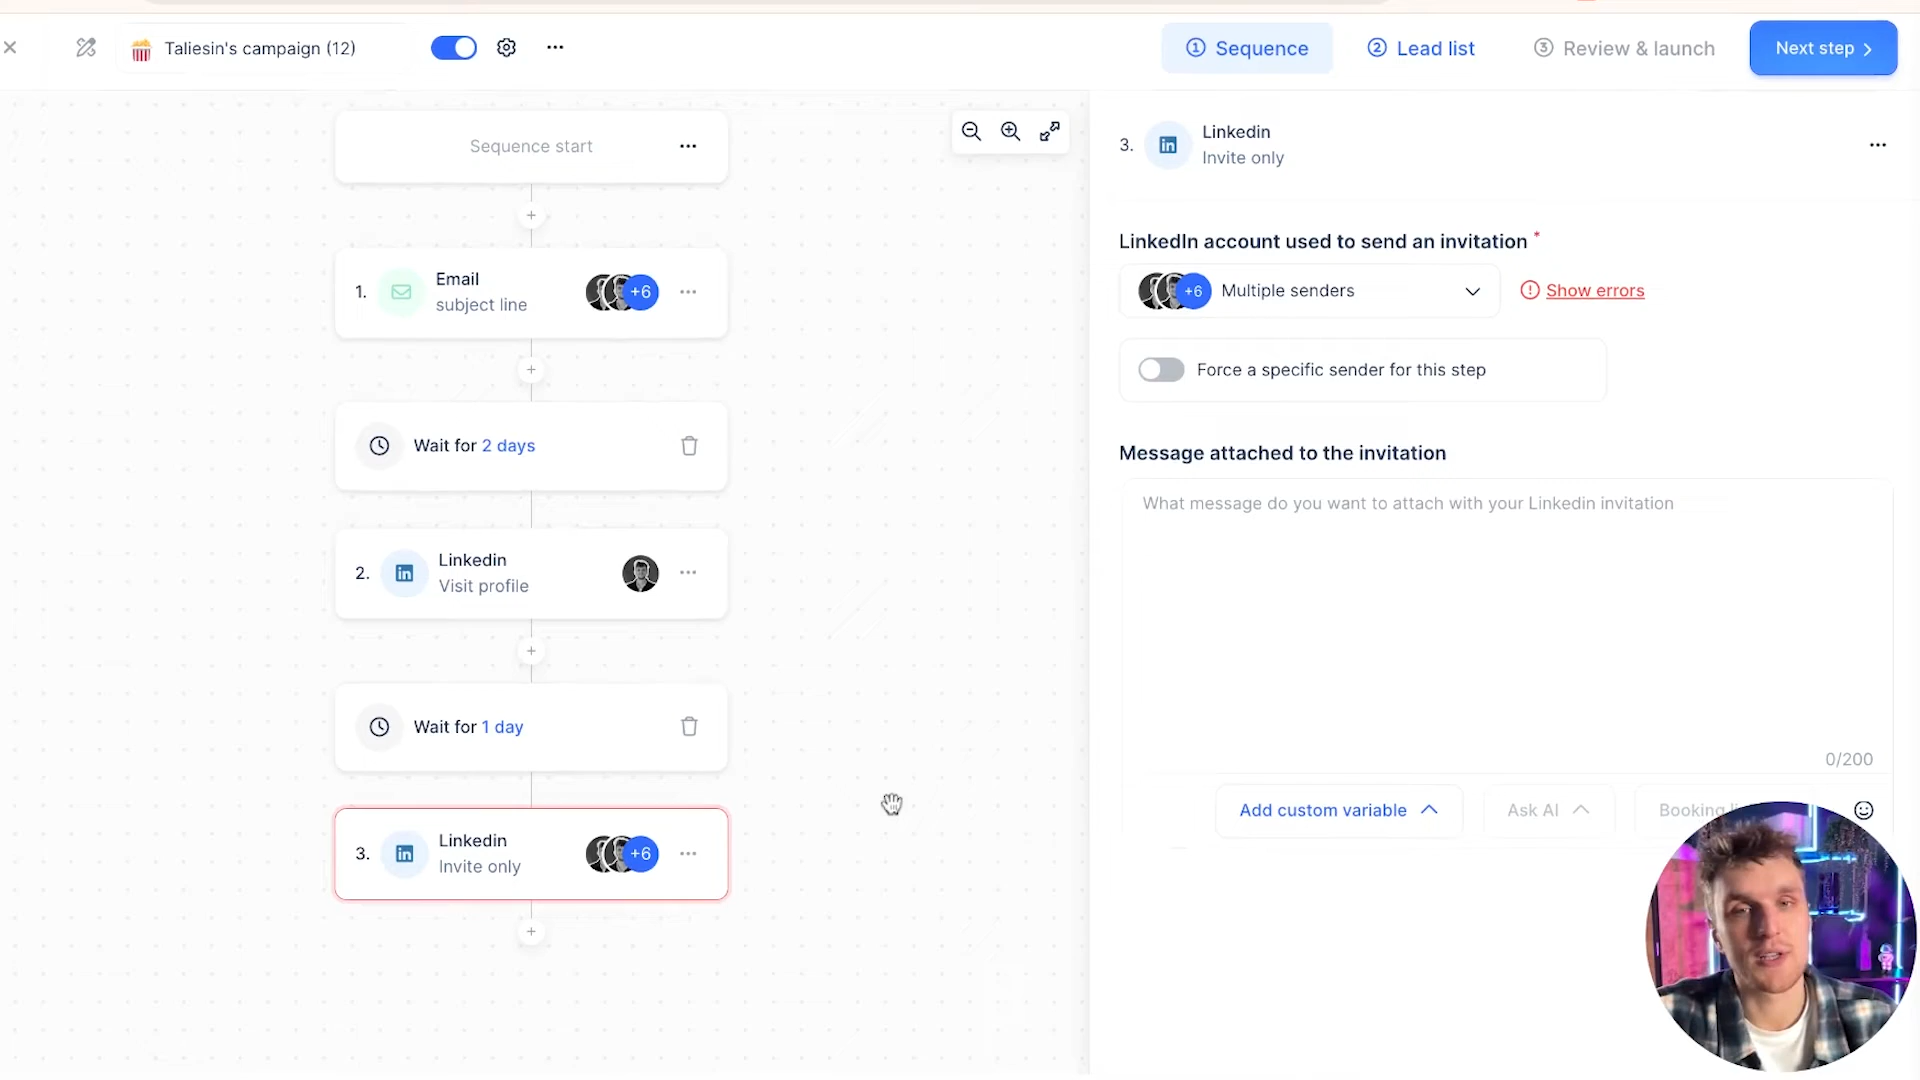 Taliesin's campaign (12)
① Sequence
② Lead list
③ Review & launch
Next step
Sequence start
1.
Email
subject line
+6
Wait for 2 days
2.
in
Linkedin
Visit profile
Wait for 1 day
3.
in
Linkedin
Invite only
+6
3.
in
Linkedin
Invite only
LinkedIn account used to send an invitation *
+6
Multiple senders
Show errors
Force a specific sender for this step
Message attached to the invitation
What message do you want to attach with your Linkedin invitation
0/200
Add custom variable
Ask AI
Booking